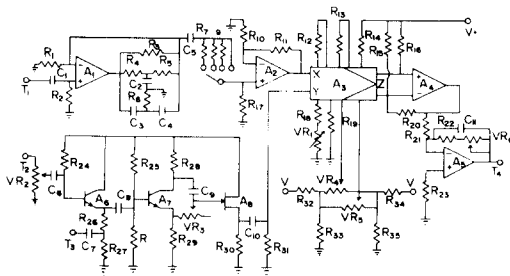 R7 9
R10
R11
R13
R12
R14
R15
R16
V+
R3
C5
R1
C1
A1
R4
R5
C2
R6
R2
T1
C3
C4
A2
R17
X
Y
A3
Z
A4
R18
VR1
R19
R20
R21
R22
C11
VR
A5
T4
R23
T2
VR2
R24
C6
R25
R28
A6
C8
A7
C9
A8
VR3
R26
T3
C7
R27
R
R29
R30
C10
R31
V
VR4
V
R32
R34
VR5
R33
R35